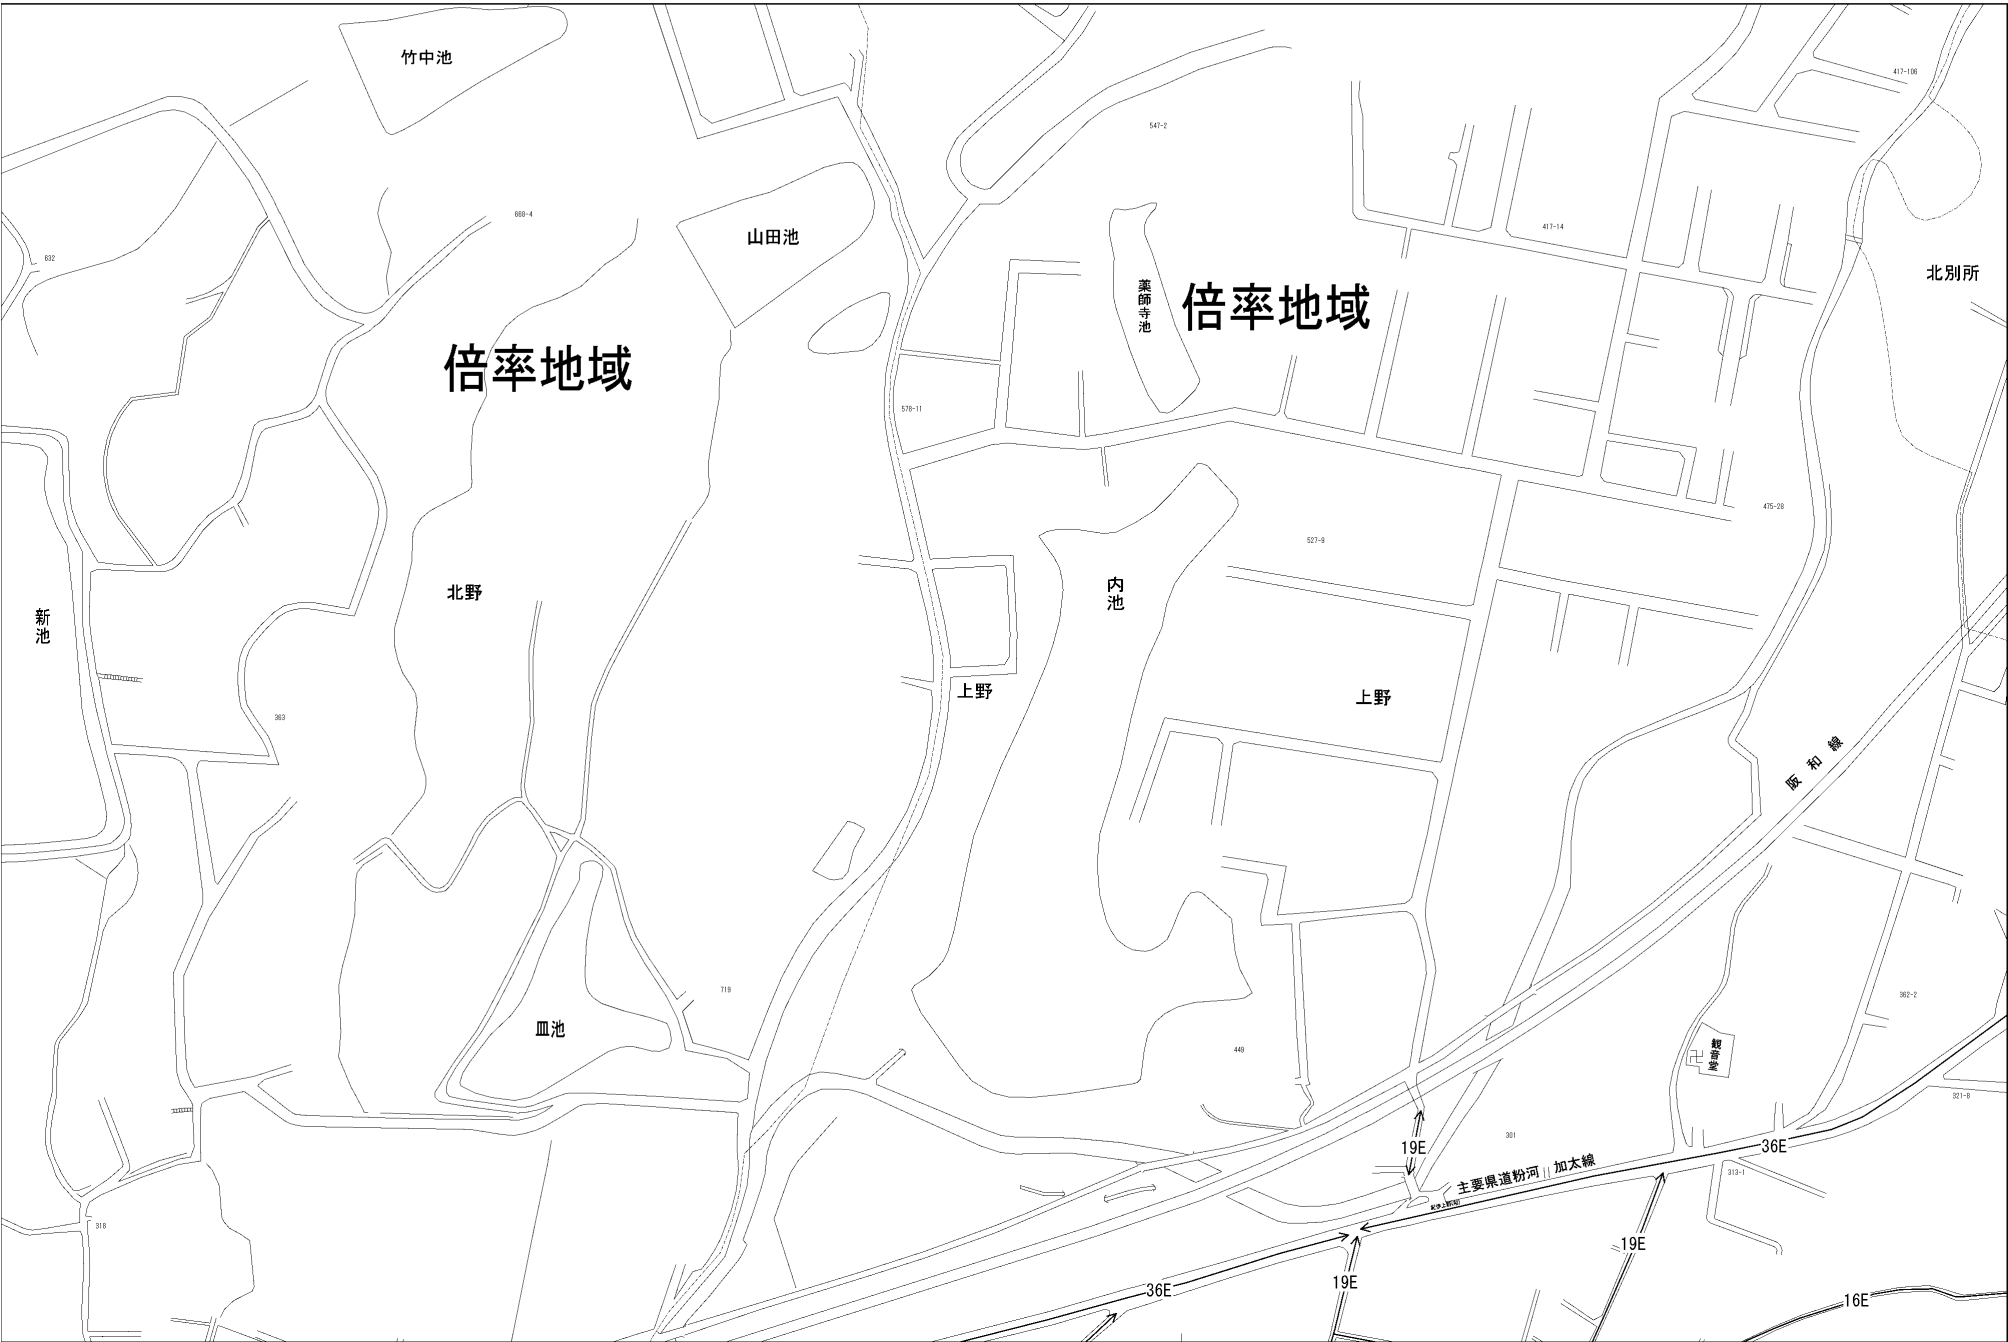 竹中池
417-106
547-2
668-4
417-14
山田池
632
北別所
薬師寺池
倍率地域
倍率地域
578-11
475-28
527-9
北野
内池
新池
上野
上野
363
阪和線
719
362-2
皿池
観音堂
449
321-8
301
19E
36E
主要県道粉河
加太線
313-1
318
19E
19E
36E
16E